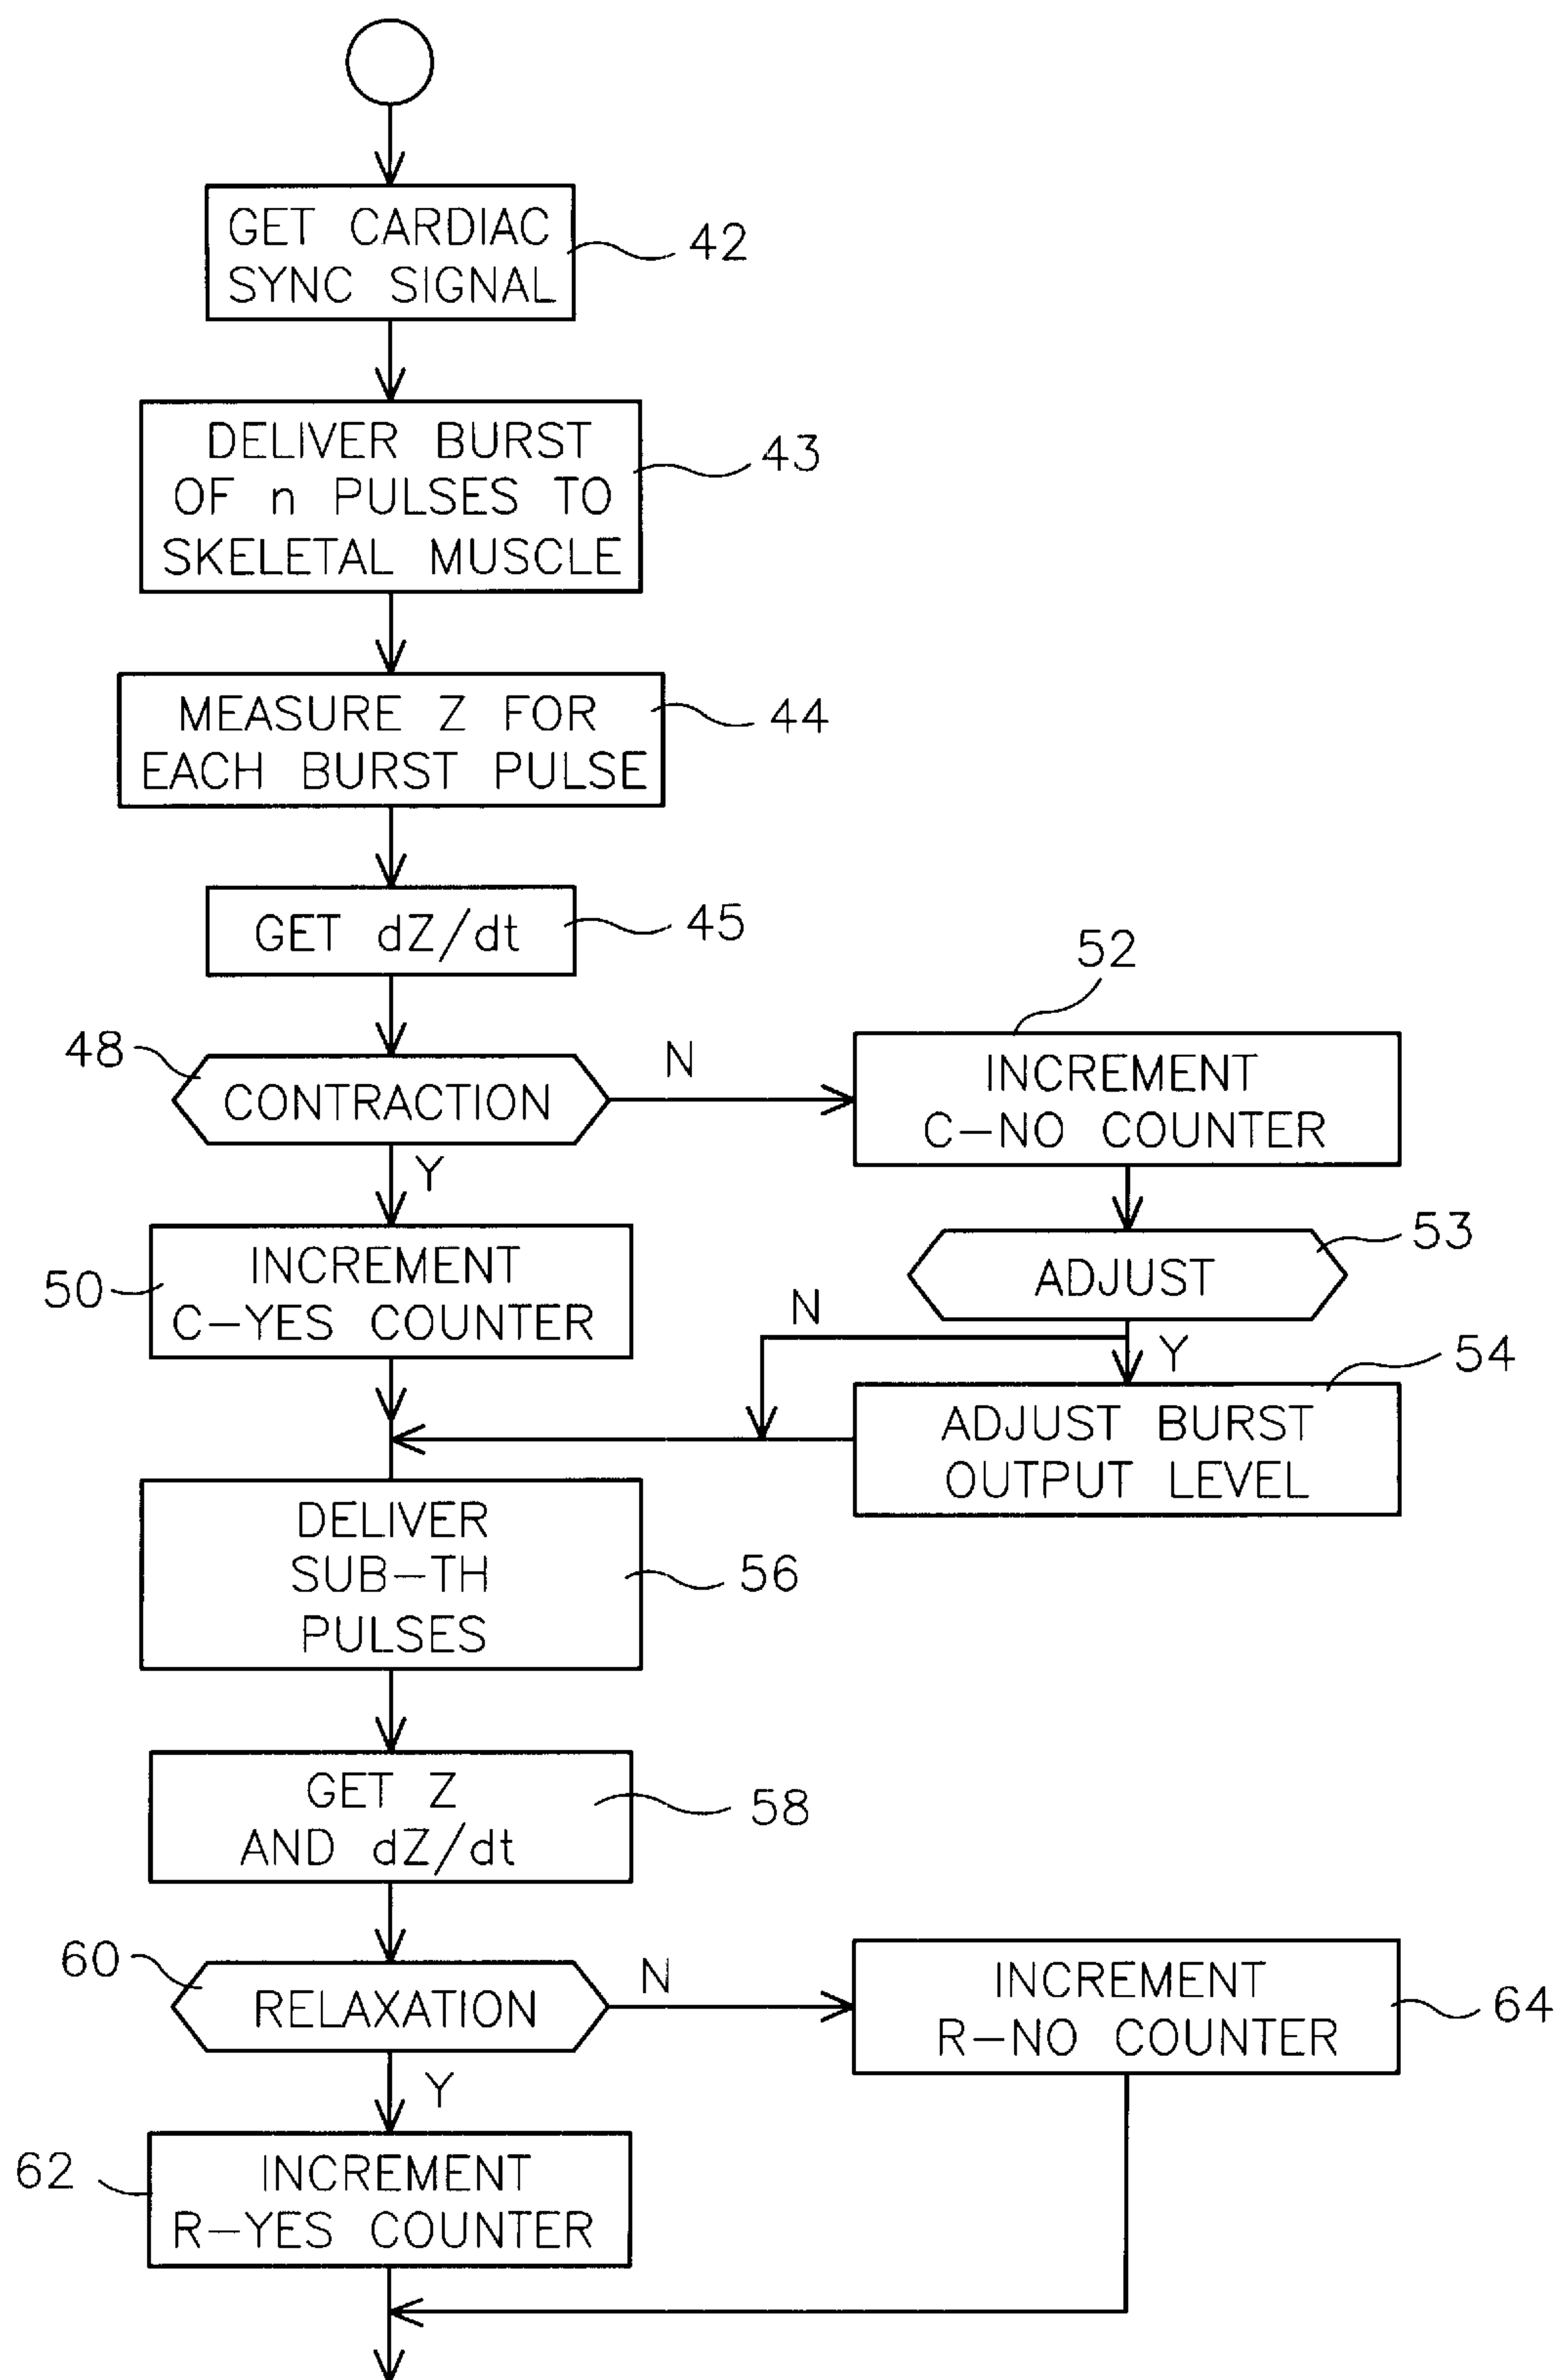 GET CARDIAC
SYNC SIGNAL
42
DELIVER BURST
OF n PULSES TO
SKELETAL MUSCLE
43
MEASURE Z FOR
EACH BURST PULSE
44
GET dZ/dt
45
48
CONTRACTION
N
Y
52
INCREMENT
C-NO COUNTER
50
INCREMENT
C-YES COUNTER
53
ADJUST
N
Y
54
ADJUST BURST
OUTPUT LEVEL
DELIVER
SUB-TH
PULSES
56
GET Z
AND dZ/dt
58
60
RELAXATION
N
Y
INCREMENT
R-NO COUNTER
64
62
INCREMENT
R-YES COUNTER